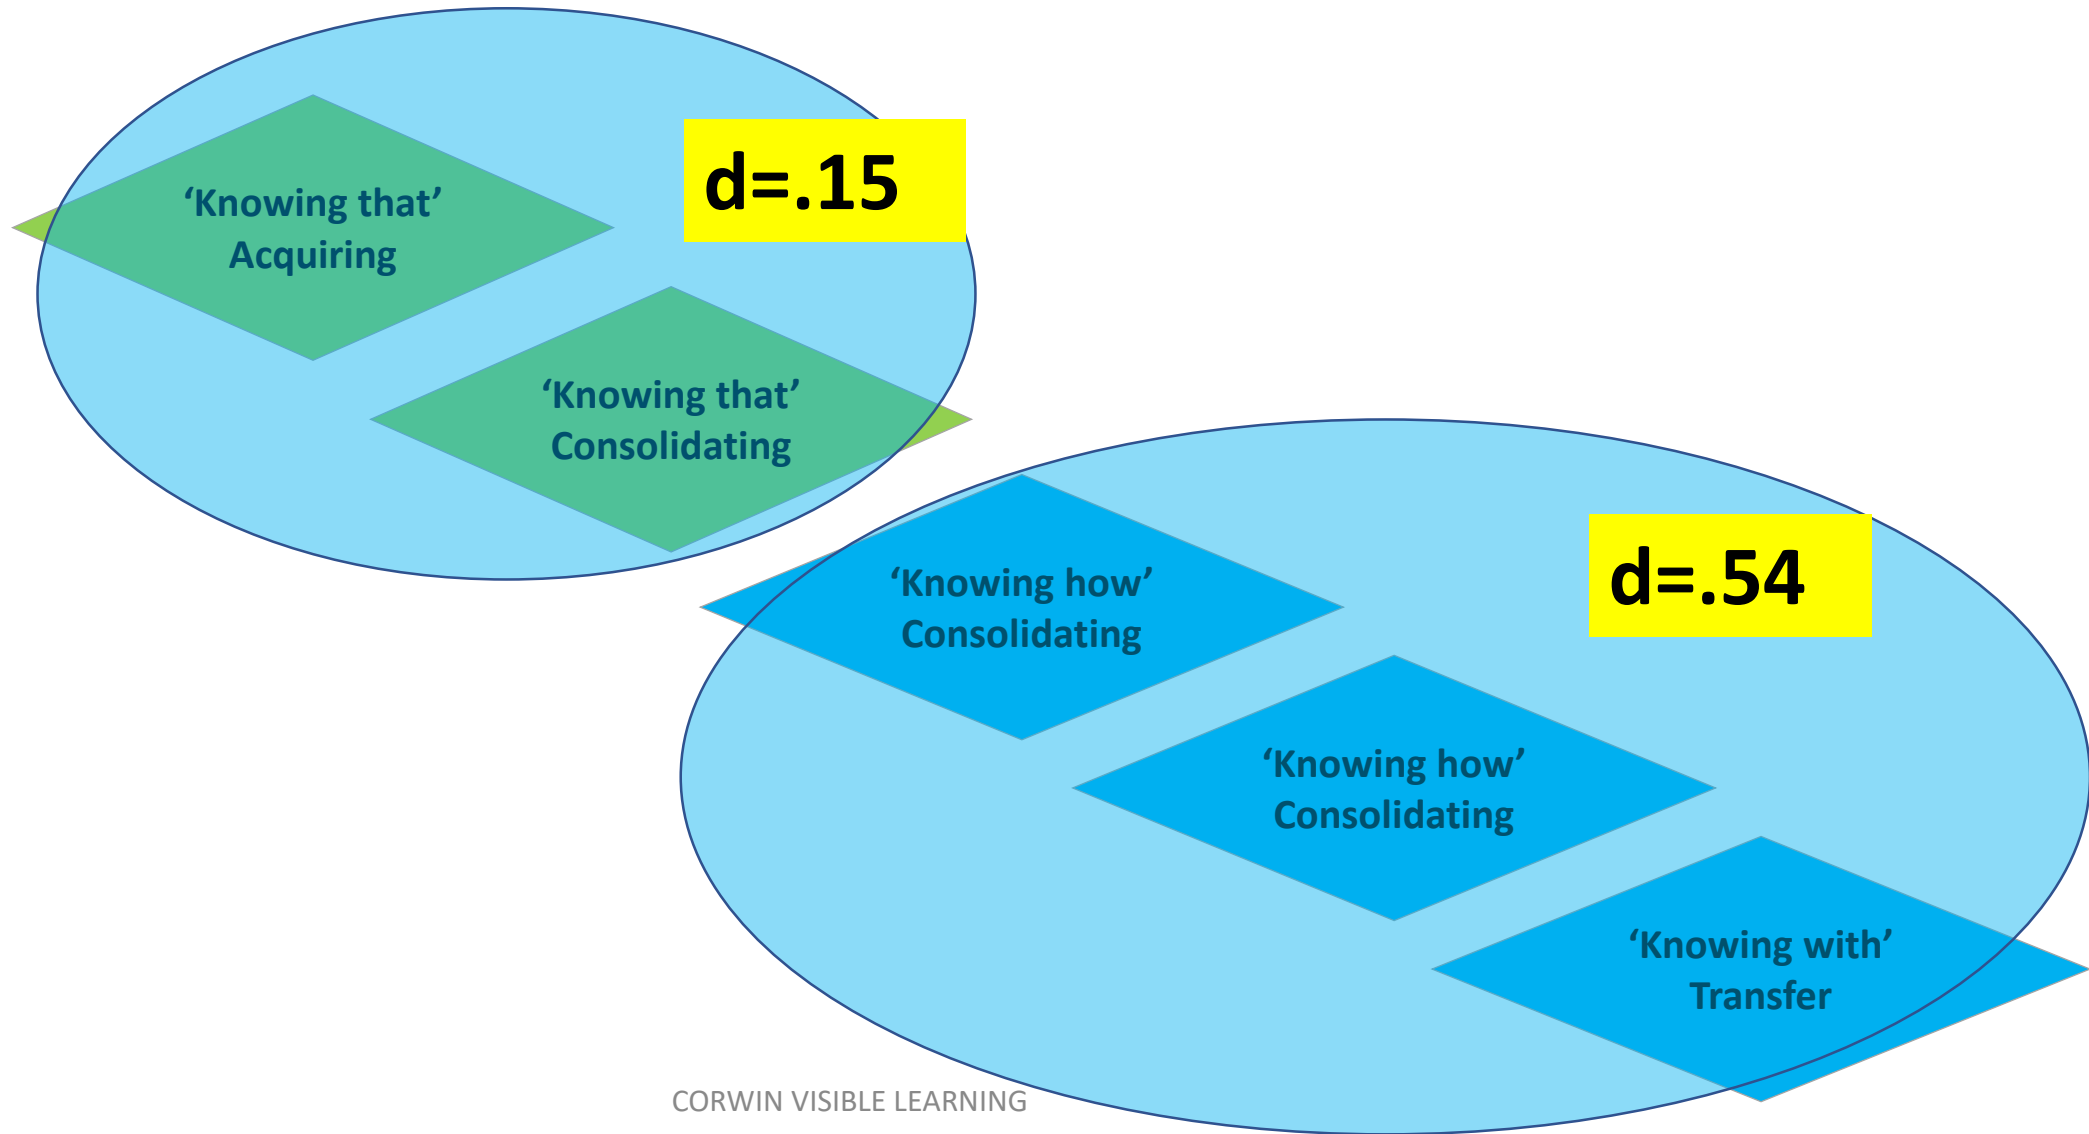 ‘Knowing that’
Acquiring
d=.15
‘Knowing that’
Consolidating
‘Knowing how’
Consolidating
d=.54
‘Knowing how’
Consolidating
‘Knowing with’
Transfer
CORWIN VISIBLE LEARNING